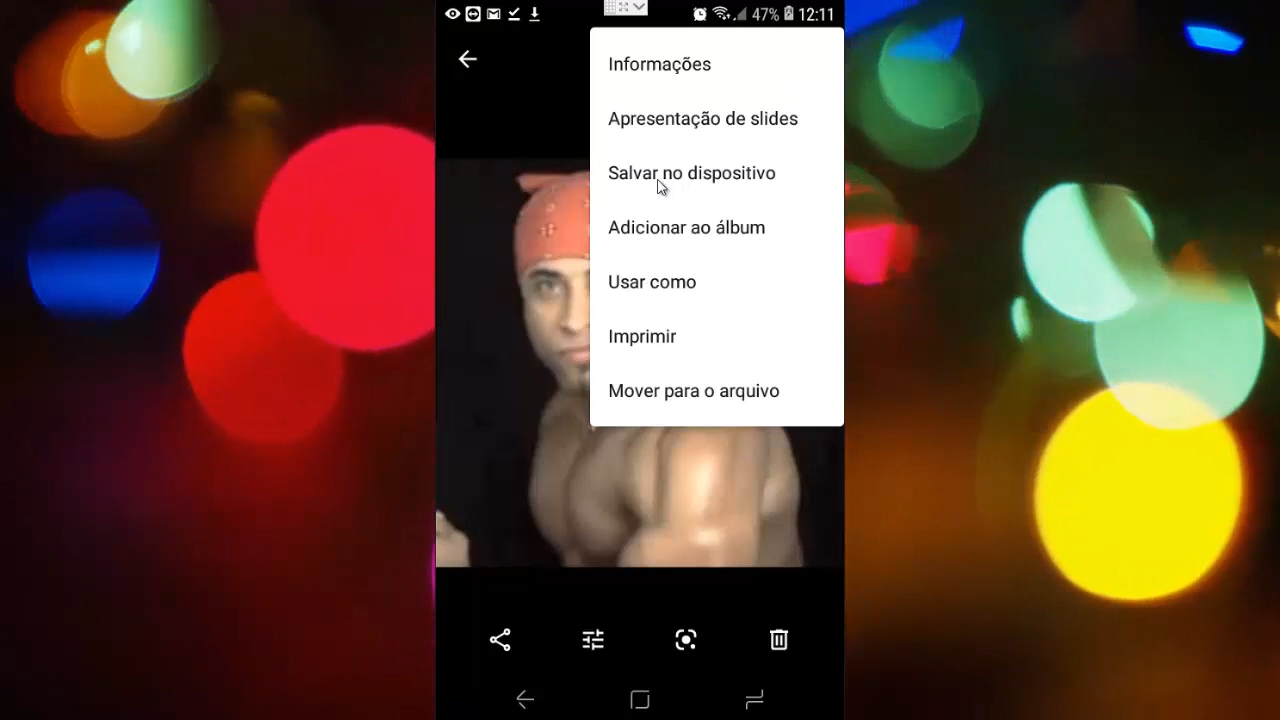 47% 12:11
Informações
Apresentação de slides
Salvar no dispositivo
Adicionar ao álbum
Usar como
Imprimir
Mover para o arquivo